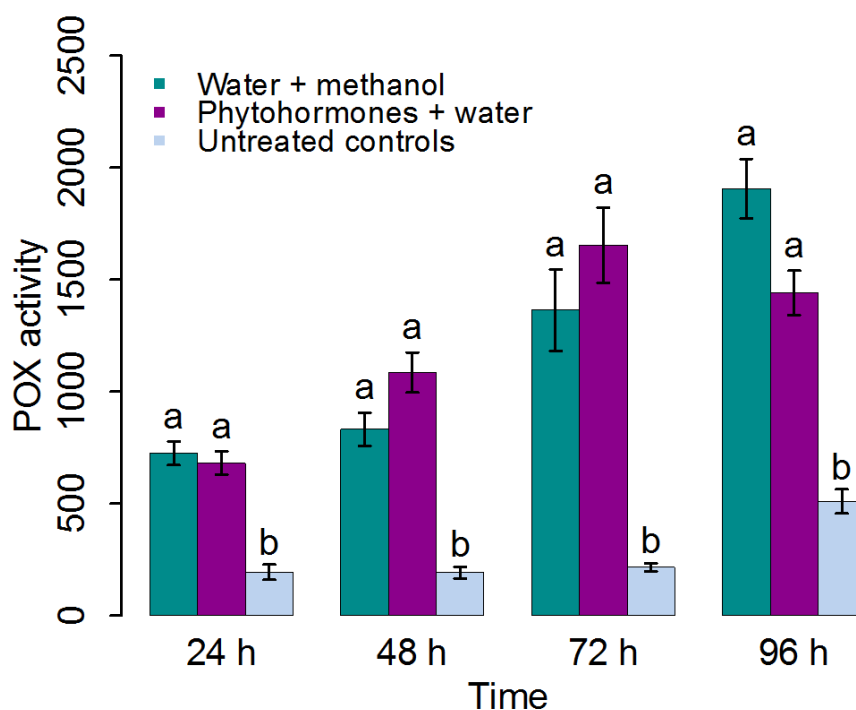 2500
2000
1500
1000
500
0
POX activity
Water + methanol
Phytohormones + water
Untreated controls
a a b
a a b
a a b
a a b
24 h 48 h 72 h 96 h
Time